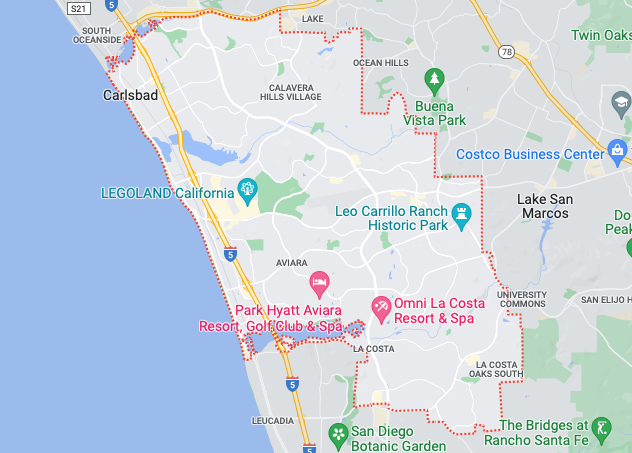 5
S21
LAKE
SOUTH
OCEANSIDE
Twin Oaks
78
OCEAN HILLS
Carlsbad
CALAVERA
HILLS VILLAGE
Buena
Vista Park
Costco Business Center
LEGOLAND California
Lake San
Marcos
Leo Carrillo Ranch
Historic Park
Do
Peak
5
AVIARA
UNIVERSITY
COMMONS
SAN ELIJO H
Park Hyatt Aviara
Resort, Golf Club & Spa
Omni La Costa
Resort & Spa
LA COSTA
LA COSTA
OAKS SOUTH
5
LEUCADIA
San Diego
Botanic Garden
The Bridges at
Rancho Santa Fe
5